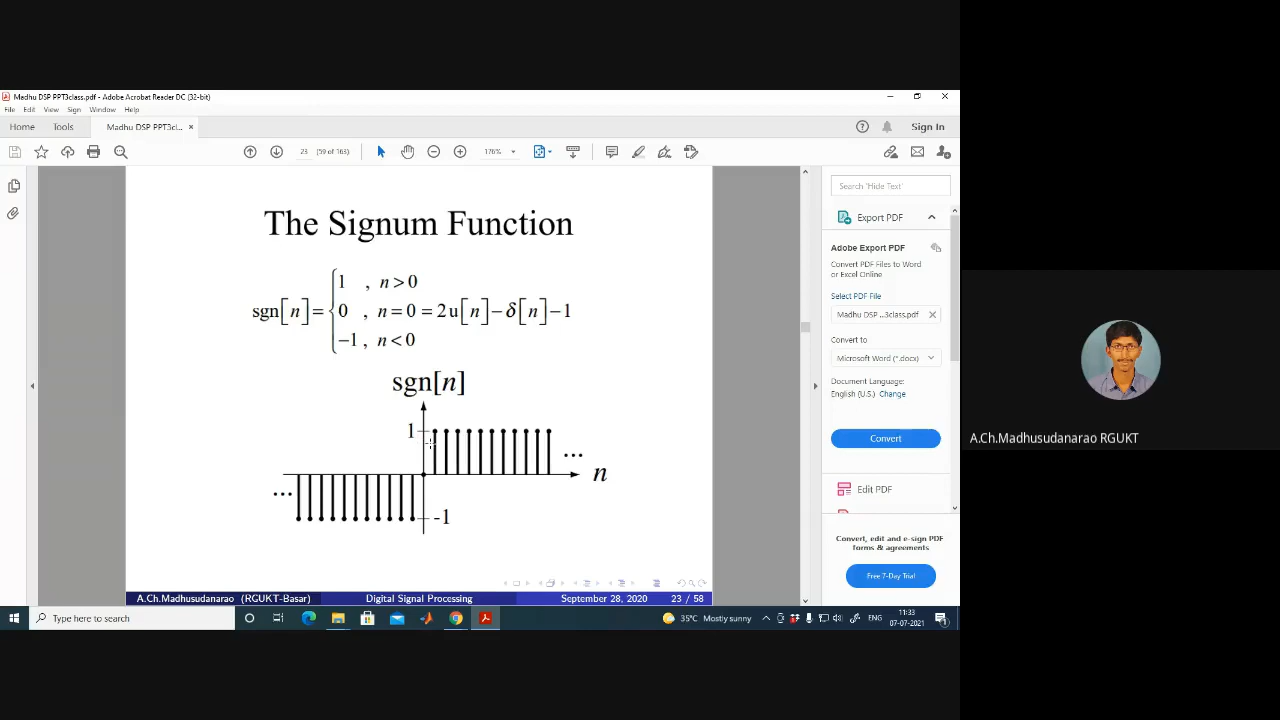 Madhu DSP PPT3class.pdf - Adobe Acrobat Reader DC (32-bit)
File Edit View Sign Window Help
Home Tools Madhu DSP PPT3cl... × Sign In
23 (59 of 163) 176%
The Signum Function
sgn[n] = { 1 , n > 0
0 , n = 0 = 2u[n] − δ[n] − 1
−1 , n < 0
sgn[n]
1
...
n
...
-1
A.Ch.Madhusudanarao (RGUKT-Basar) Digital Signal Processing September 28, 2020 23 / 58
Search 'Hide Text'
Export PDF
Adobe Export PDF
Convert PDF Files to Word
or Excel Online
Select PDF File
Madhu DSP ...3class.pdf ×
Convert to
Microsoft Word (*.docx)
Document Language:
English (U.S.) Change
Convert
Edit PDF
Convert, edit and e-sign PDF
forms & agreements
Free 7-Day Trial
Type here to search
35°C Mostly sunny ENG 11:33
07-07-2021
A.Ch.Madhusudanarao RGUKT